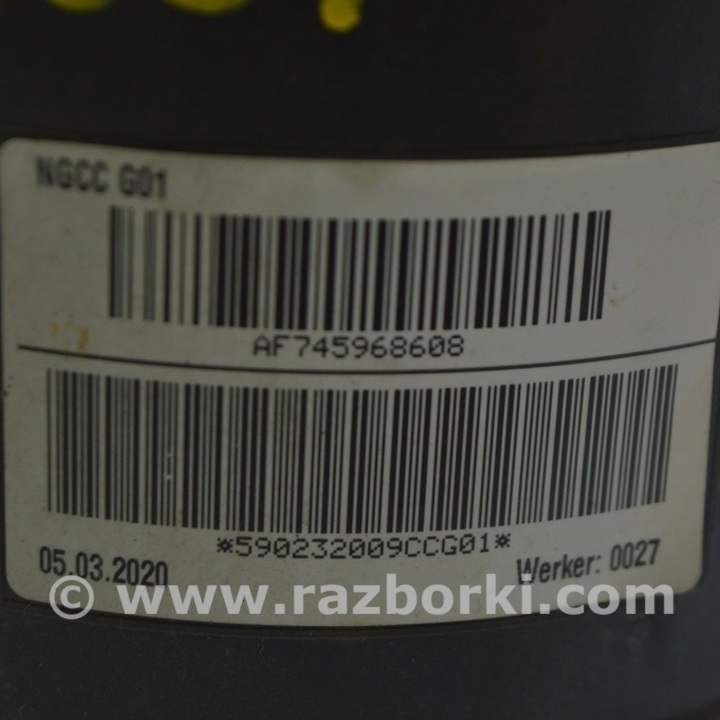 NGCC G01
AF745968608
*590232009CCG01*
05.03.2020 Werker: 0027
© www.razborki.com